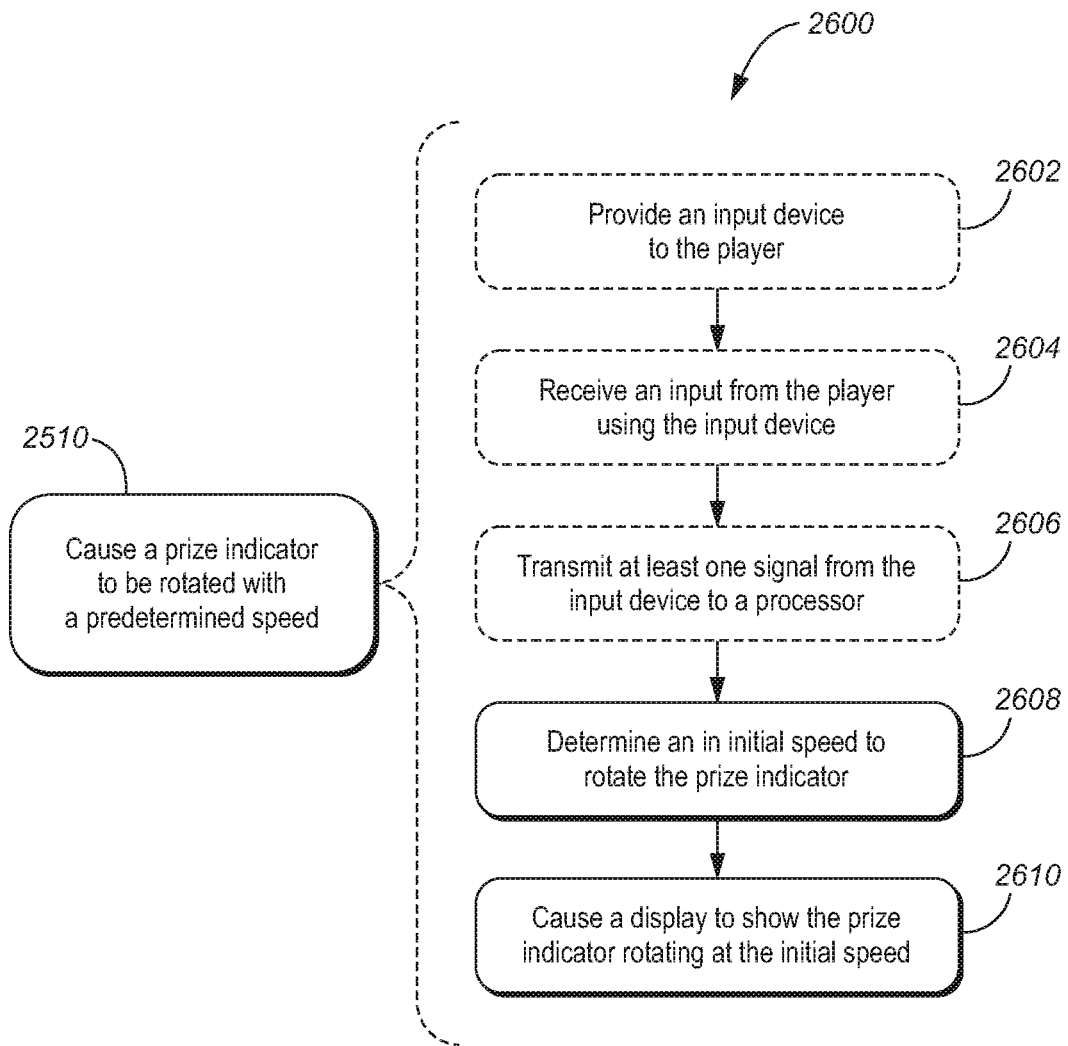 2600
2602
Provide an input device
to the player
2604
Receive an input from the player
using the input device
2510
Cause a prize indicator
to be rotated with
a predetermined speed
2606
Transmit at least one signal from the
input device to a processor
2608
Determine an in initial speed to
rotate the prize indicator
2610
Cause a display to show the prize
indicator rotating at the initial speed